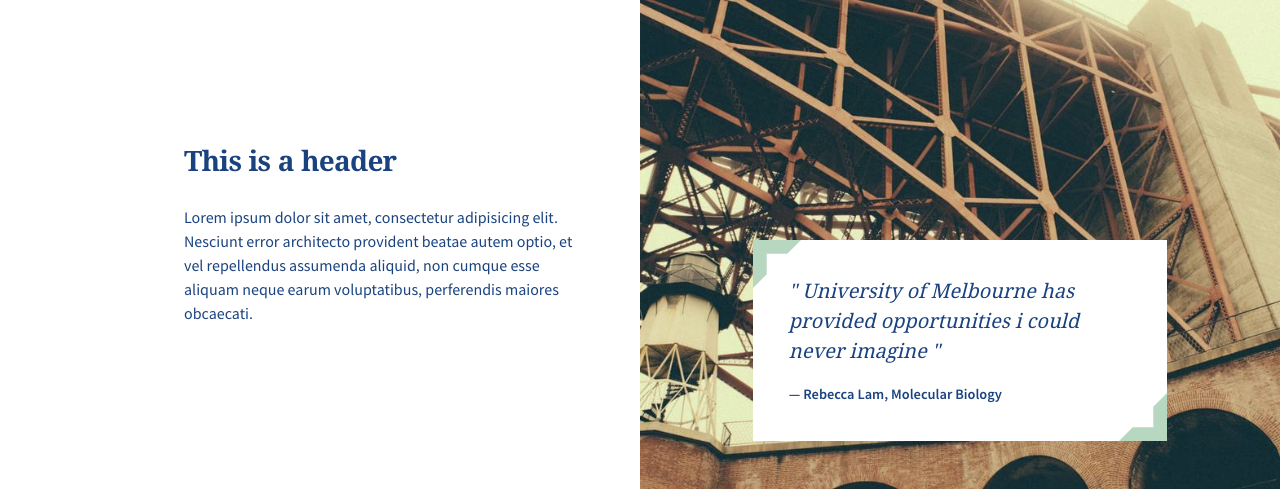 This is a header
Lorem ipsum dolor sit amet, consectetur adipisicing elit.
Nesciunt error architecto provident beatae autem optio, et
vel repellendus assumenda aliquid, non cumque esse
aliquam neque earum voluptatibus, perferendis maiores
obcaecati.
" University of Melbourne has
provided opportunities i could
never imagine "
— Rebecca Lam, Molecular Biology